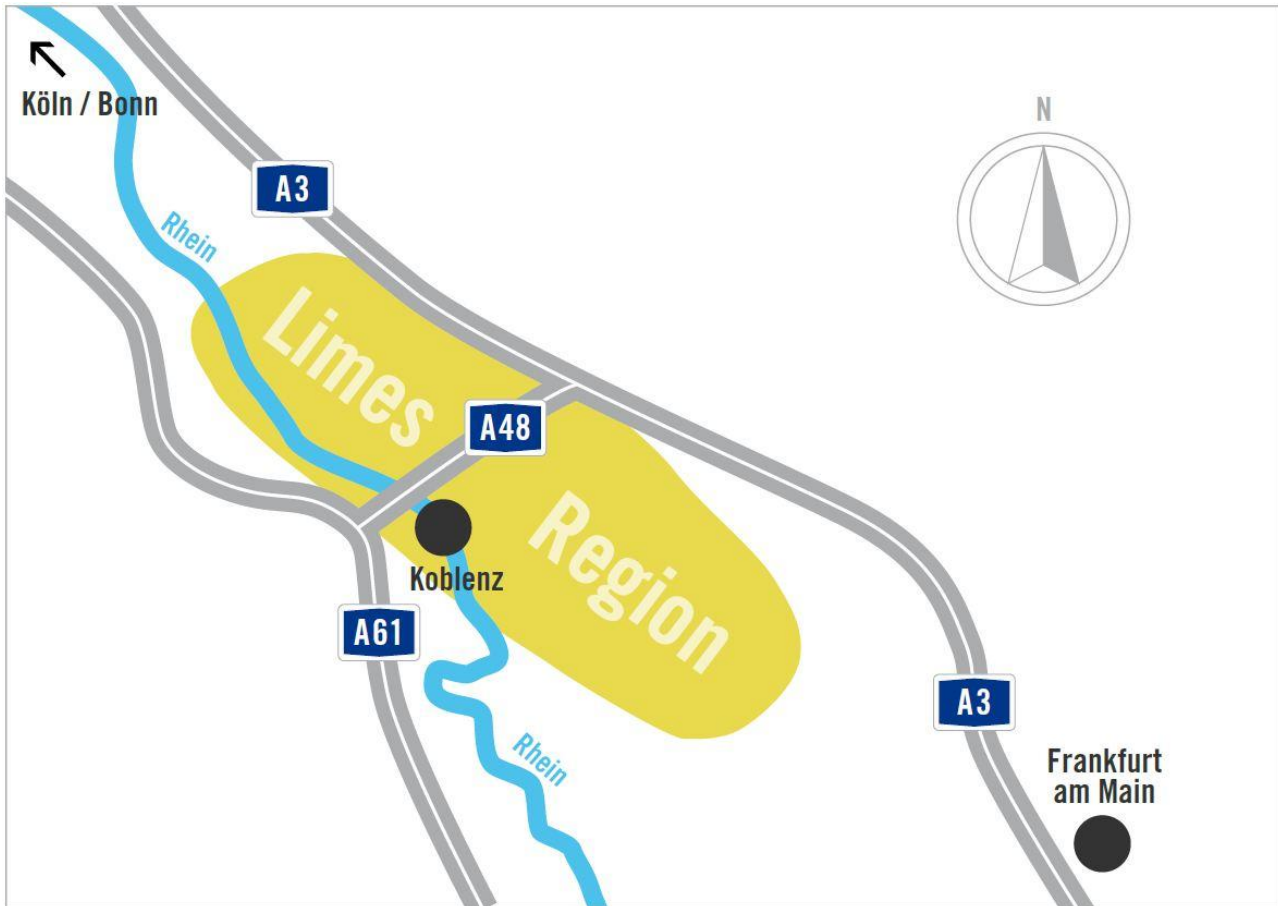 Köln / Bonn
N
A3
Rhein
Limes
A48
Region
Koblenz
A61
A3
Rhein
Frankfurt
am Main